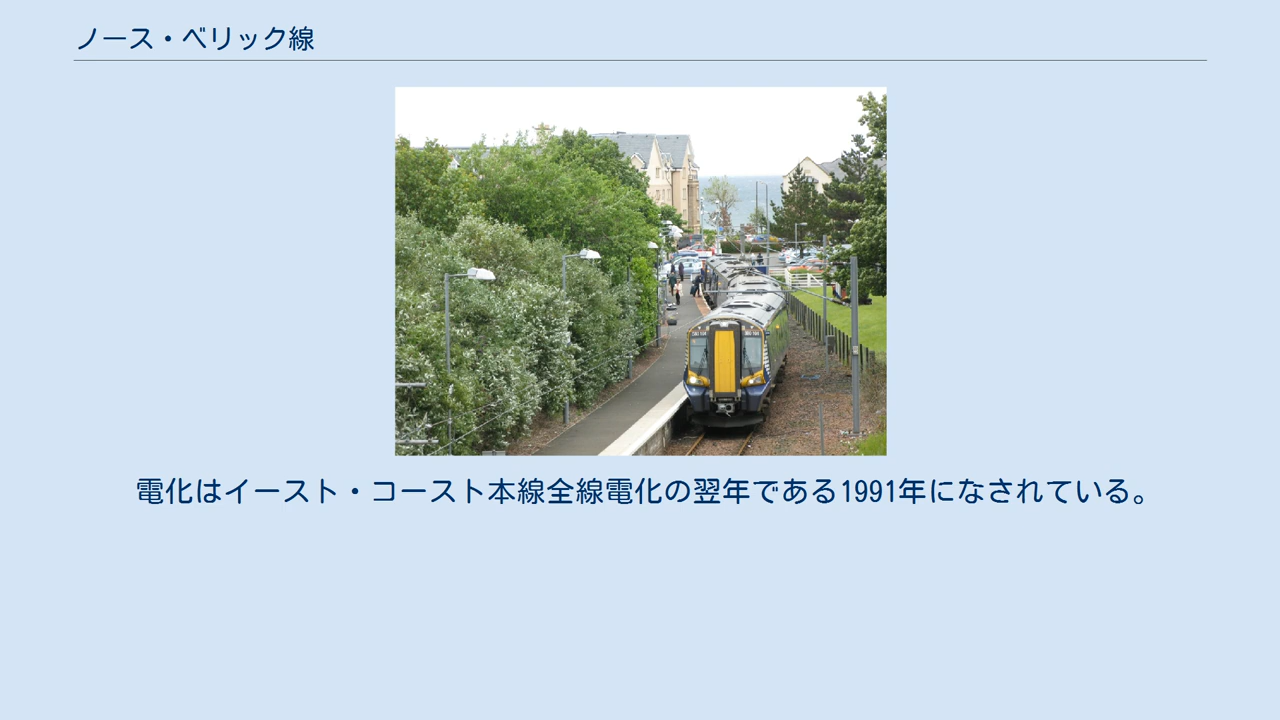 ノース・ベリック線
電化はイースト・コースト本線全線電化の翌年である1991年になされている。